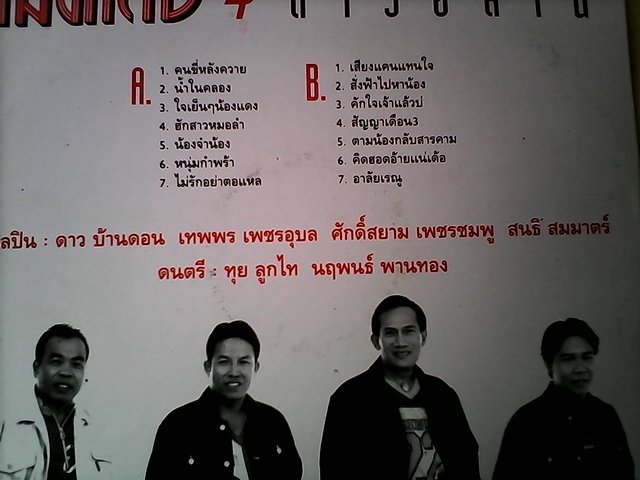 4 สาวอีสาน
A.
1. คนขี่หลังควาย
2. น้ำในคลอง
3. ใจเย็นๆน้องแดง
4. ฮักสาวหมอลำ
5. น้องจำน้อง
6. หนุ่มกำพร้า
7. ไม่รักอย่าตอแหล
B.
1. เสียงแคนแทนใจ
2. สั่งฟ้าไปหาน้อง
3. คักใจเจ้าแล้วบ่
4. สัญญาเดือน3
5. ตามน้องกลับสารคาม
6. คิดฮอดอ้ายแน่เด้อ
7. อาลัยเรณู
ลปิน : ดาว บ้านดอน เทพพร เพชรอุบล ศักดิ์สยาม เพชรชมพู สนธิ สมมาตร์
ดนตรี : ทุย ลูกไท นฤพนธ์ พานทอง